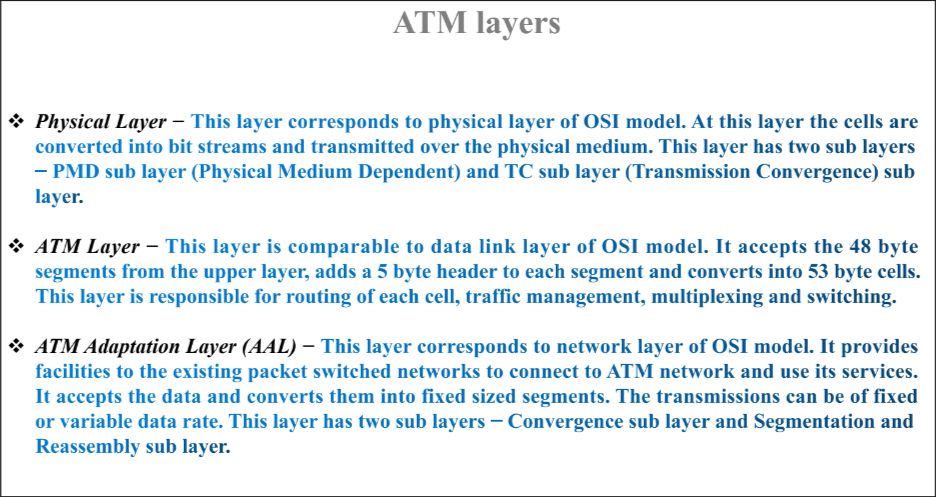 ATM layers
❖ Physical Layer − This layer corresponds to physical layer of OSI model. At this layer the cells are
converted into bit streams and transmitted over the physical medium. This layer has two sub layers
− PMD sub layer (Physical Medium Dependent) and TC sub layer (Transmission Convergence) sub
layer.
❖ ATM Layer − This layer is comparable to data link layer of OSI model. It accepts the 48 byte
segments from the upper layer, adds a 5 byte header to each segment and converts into 53 byte cells.
This layer is responsible for routing of each cell, traffic management, multiplexing and switching.
❖ ATM Adaptation Layer (AAL) − This layer corresponds to network layer of OSI model. It provides
facilities to the existing packet switched networks to connect to ATM network and use its services.
It accepts the data and converts them into fixed sized segments. The transmissions can be of fixed
or variable data rate. This layer has two sub layers − Convergence sub layer and Segmentation and
Reassembly sub layer.